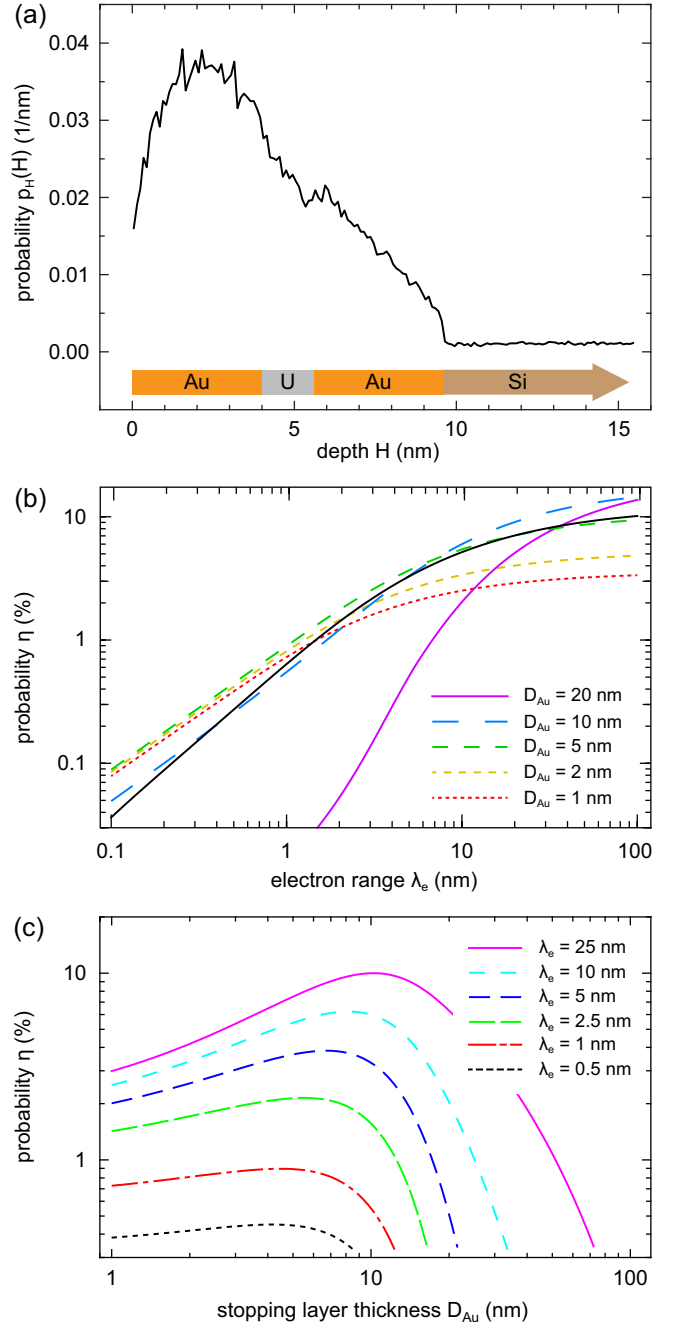 (a)
probability p_H(H) (1/nm)
0.04
0.03
0.02
0.01
0.00
Au U Au Si
0 5 10 15
depth H (nm)
(b)
probability η (%)
10
1
0.1
D_Au = 20 nm
D_Au = 10 nm
D_Au = 5 nm
D_Au = 2 nm
D_Au = 1 nm
0.1 1 10 100
electron range λ_e (nm)
(c)
probability η (%)
10
1
λ_e = 25 nm
λ_e = 10 nm
λ_e = 5 nm
λ_e = 2.5 nm
λ_e = 1 nm
λ_e = 0.5 nm
1 10 100
stopping layer thickness D_Au (nm)